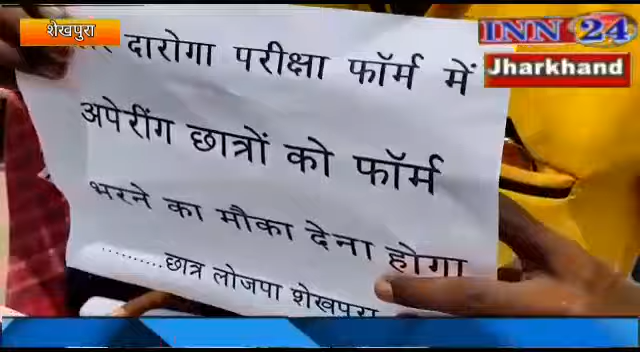 शेखपुरा
INN 24
Jharkhand
दारोगा परीक्षा फॉर्म में
अपेरींग छात्रों को फॉर्म
भरने का मौका देना होगा
..........छात्र लोजपा शेखपुरा